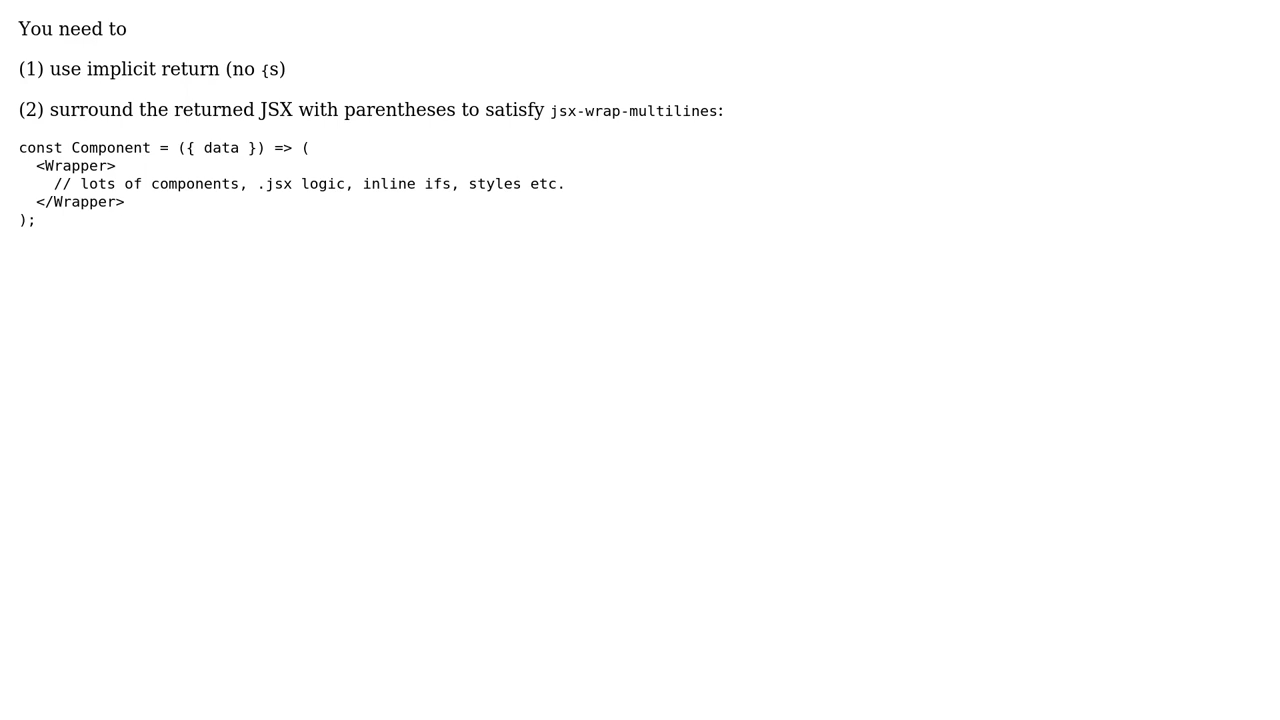 You need to
(1) use implicit return (no {s)
(2) surround the returned JSX with parentheses to satisfy jsx-wrap-multilines:
const Component = ({ data }) => (
  <Wrapper>
    // lots of components, .jsx logic, inline ifs, styles etc.
  </Wrapper>
);